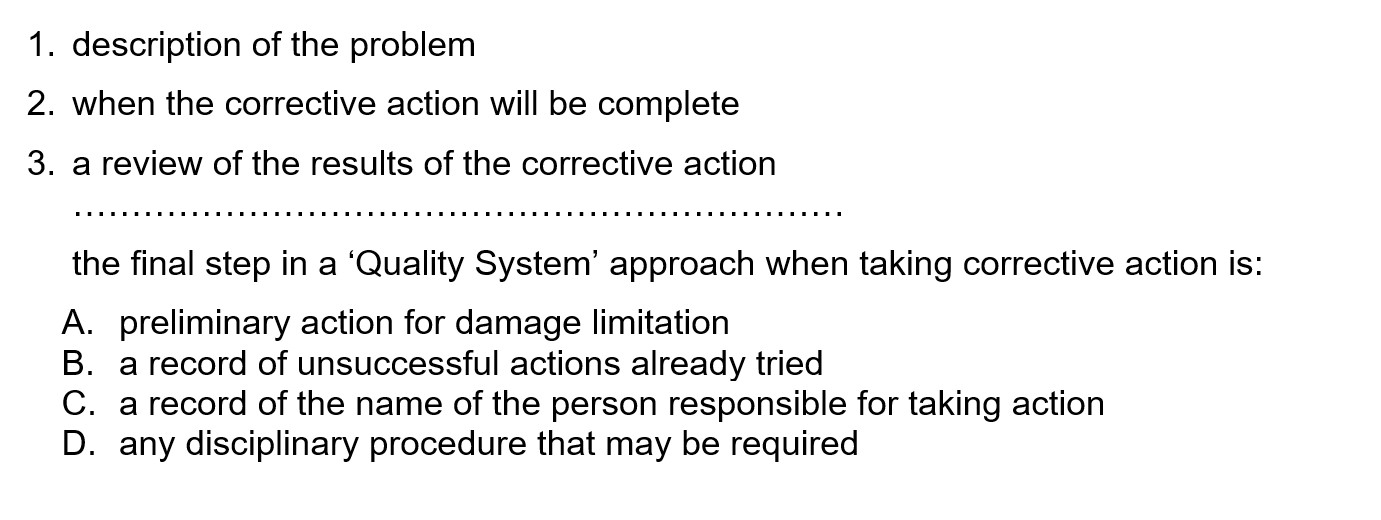 1. description of the problem
2. when the corrective action will be complete
3. a review of the results of the corrective action
..................................................................
the final step in a ‘Quality System’ approach when taking corrective action is:
A. preliminary action for damage limitation
B. a record of unsuccessful actions already tried
C. a record of the name of the person responsible for taking action
D. any disciplinary procedure that may be required